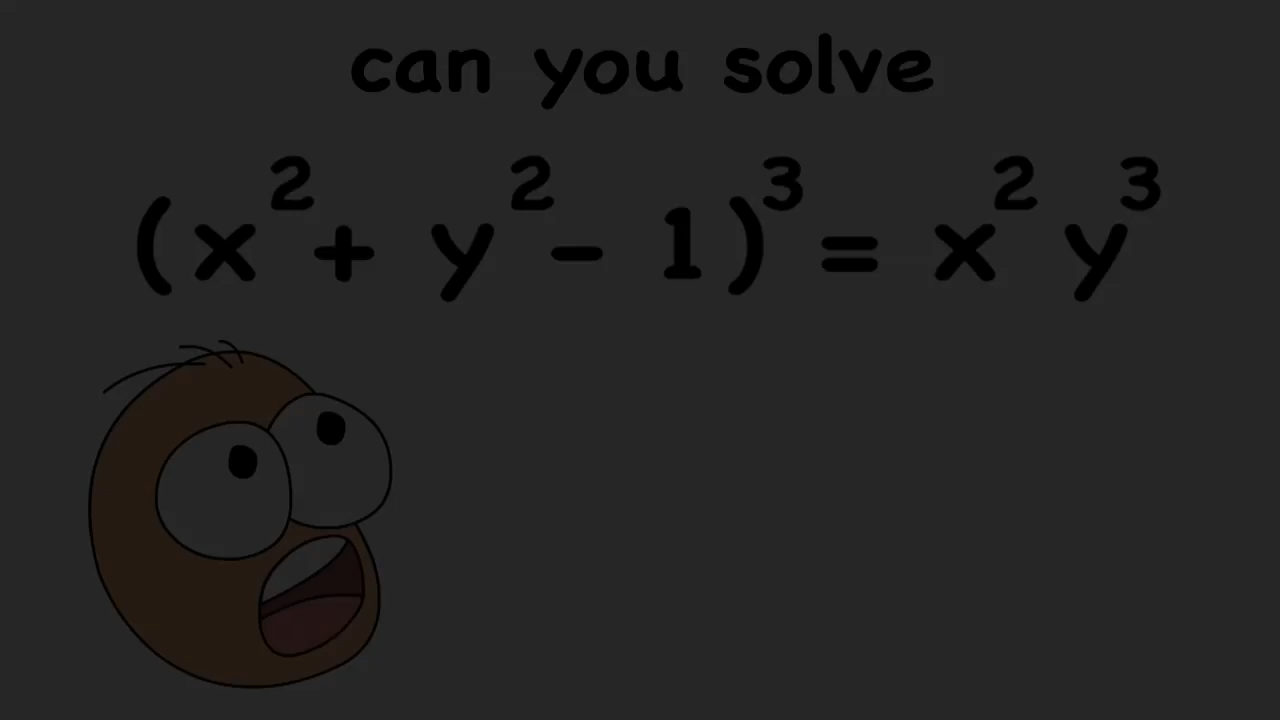 can you solve
(x²+ y²- 1)³= x² y³